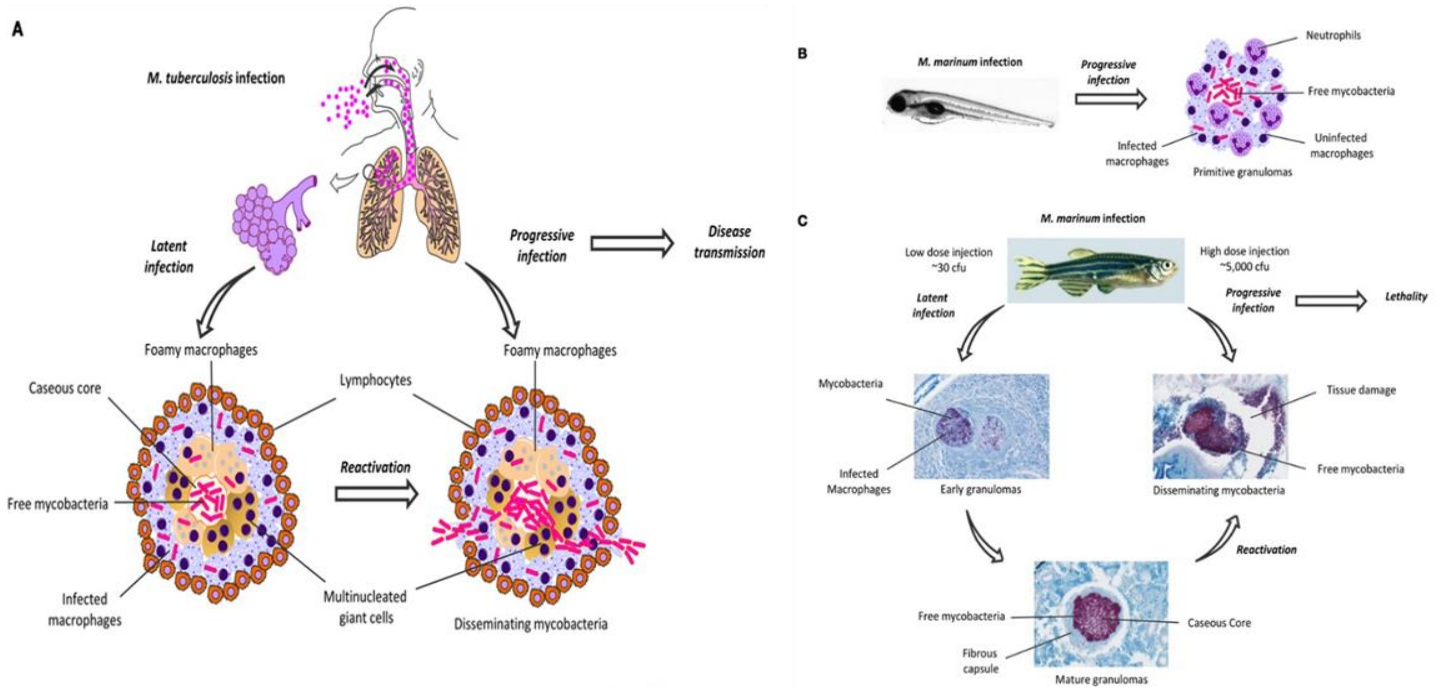 A
M. tuberculosis infection
Latent
infection
Progressive
infection
Disease
transmission
Foamy macrophages
Foamy macrophages
Caseous core
Lymphocytes
Reactivation
Free mycobacteria
Infected
macrophages
Multinucleated
giant cells
Disseminating mycobacteria
B
M. marinum infection
Progressive
infection
Neutrophils
Free mycobacteria
Infected
macrophages
Uninfected
macrophages
Primitive granulomas
C
M. marinum infection
Low dose injection
~30 cfu
High dose injection
~5,000 cfu
Latent
infection
Progressive
infection
Lethality
Mycobacteria
Infected
Macrophages
Early granulomas
Tissue damage
Free mycobacteria
Disseminating mycobacteria
Reactivation
Free mycobacteria
Caseous Core
Fibrous
capsule
Mature granulomas